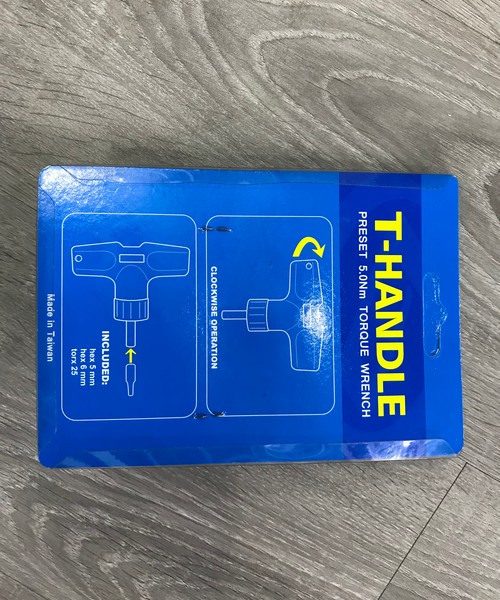 T-HANDLE
PRESET 5.0Nm TORQUE WRENCH
CLOCKWISE OPERATION
INCLUDED:
hex 5 mm
hex 6 mm
torx 25
Made in Taiwan